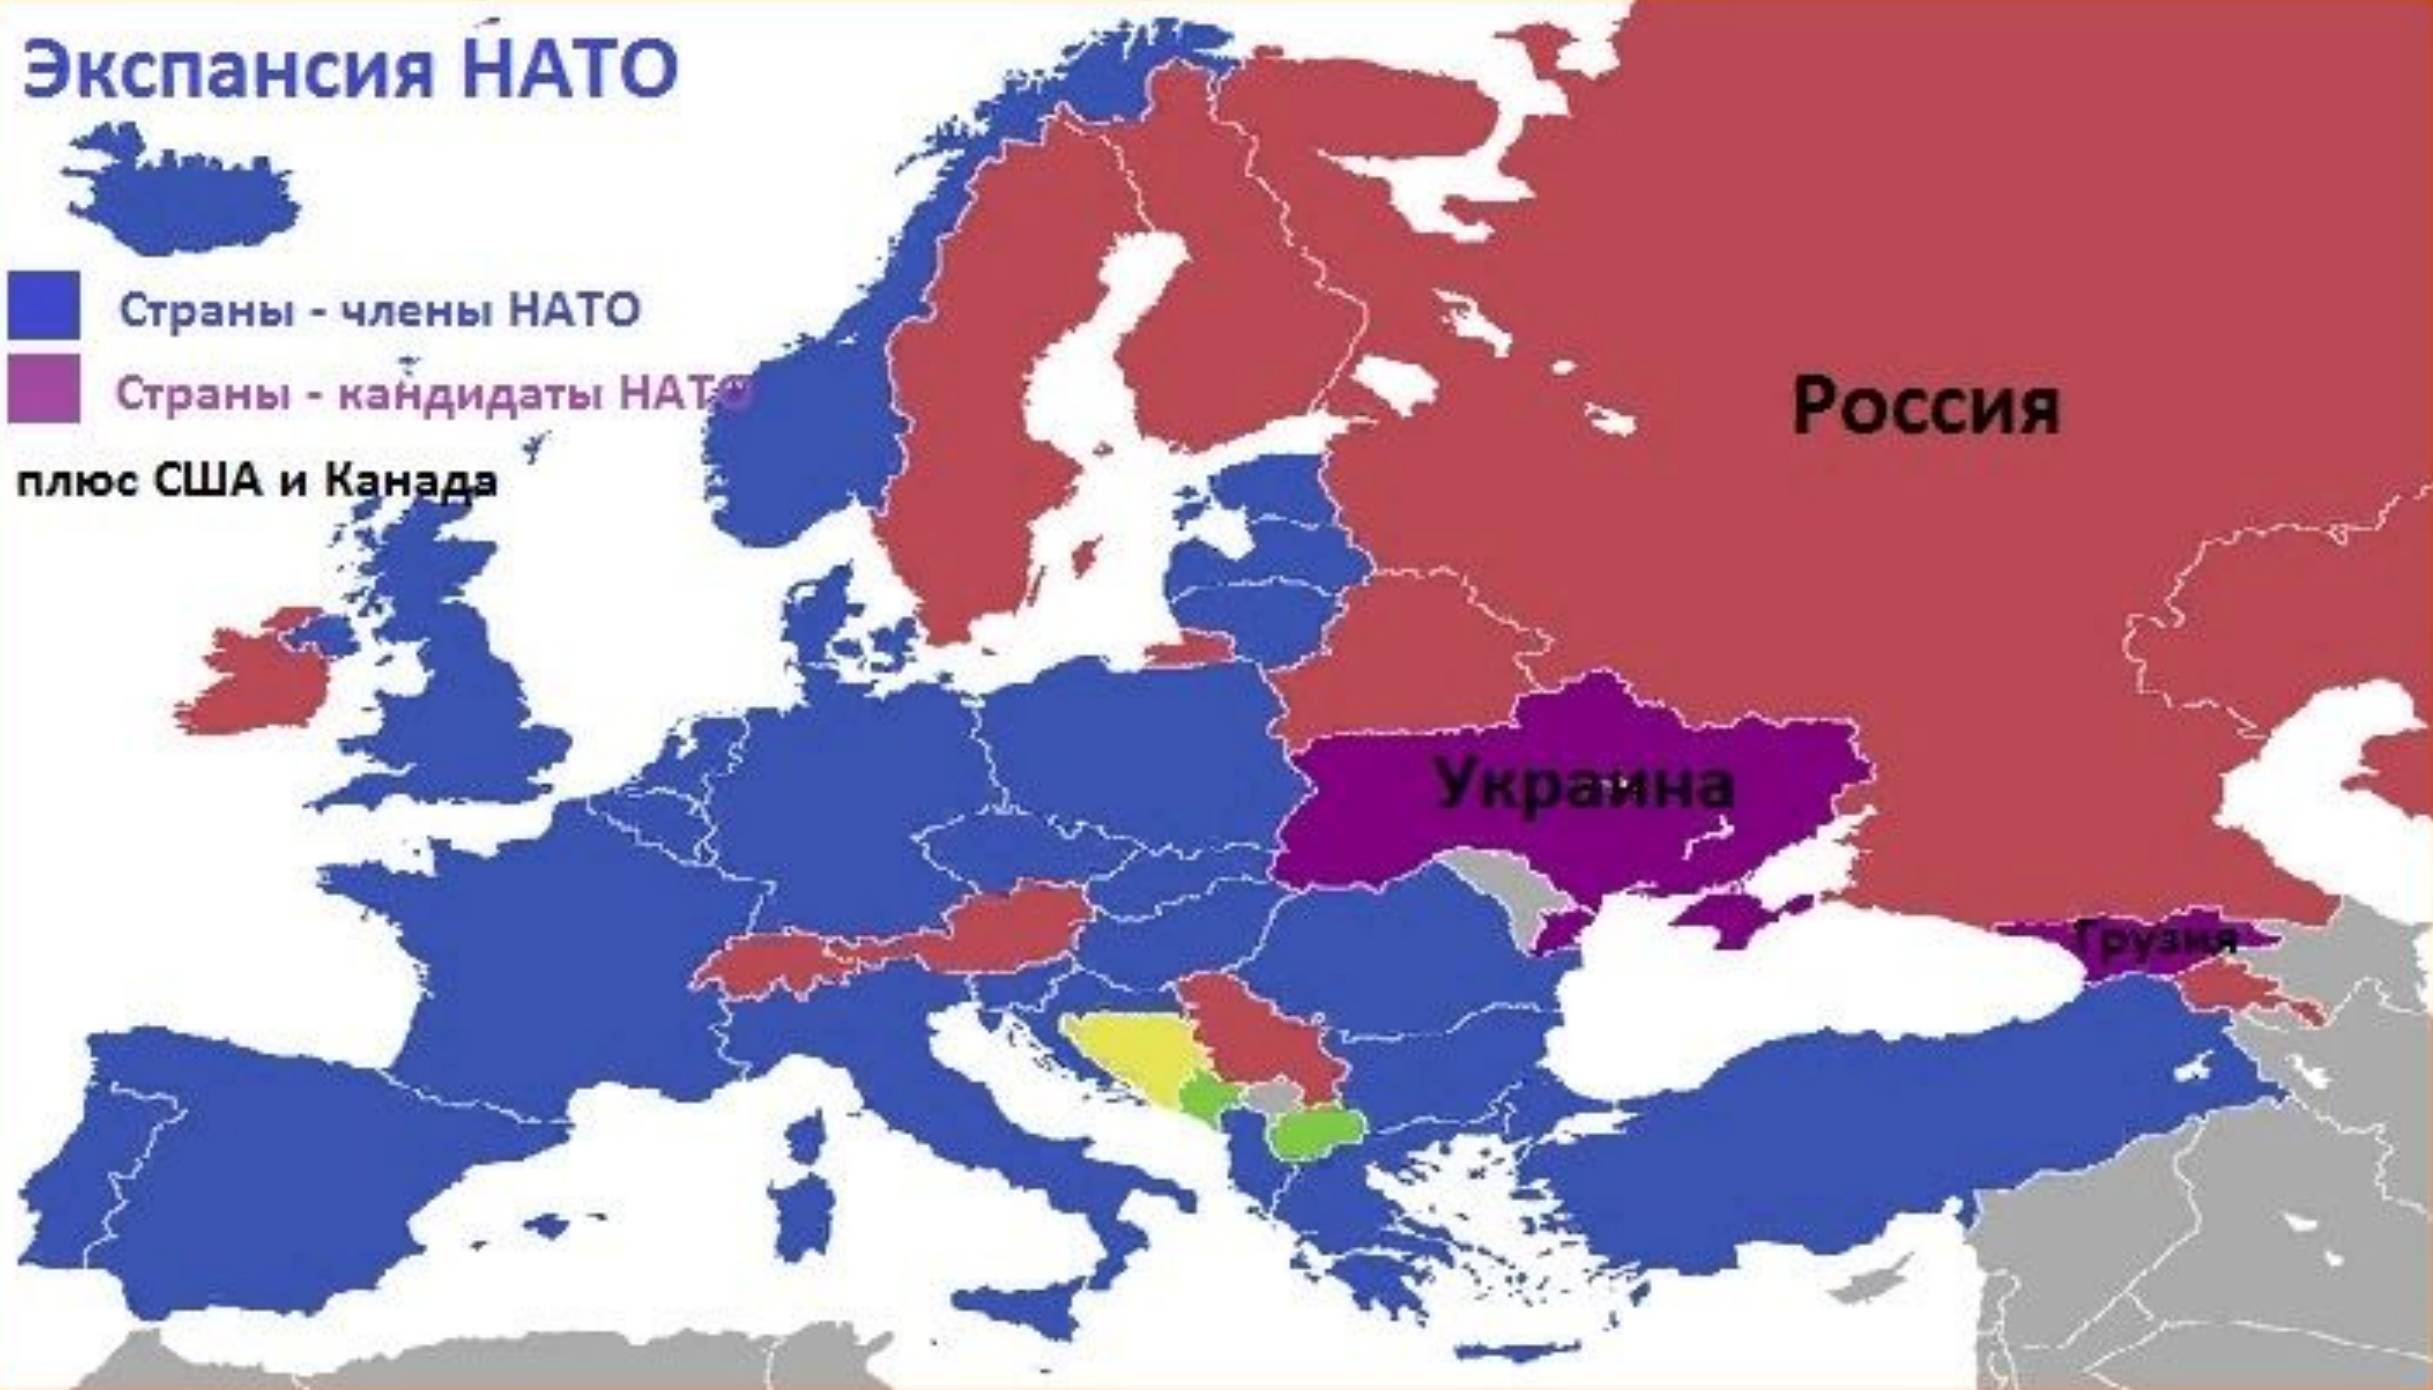 Экспансия НАТО
Страны - члены НАТО
Страны - кандидаты НАТО
плюс США и Канада
Россия
Украина
Грузия